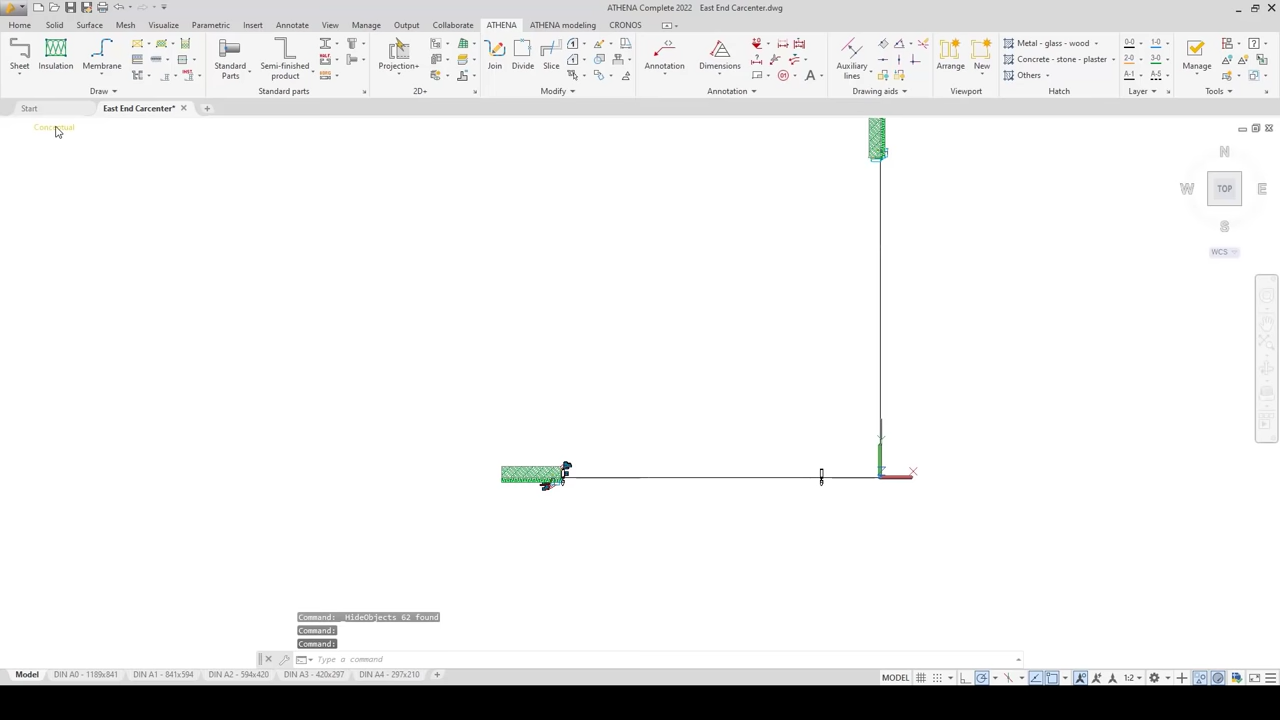 ATHENA Complete 2022 East End Carcenter.dwg
Home Solid Surface Mesh Visualize Parametric Insert Annotate View Manage Output Collaborate ATHENA ATHENA modeling CRONOS
Sheet Insulation Membrane Standard Parts Semi-finished product Projection+ Join Divide Slice Annotation Dimensions Auxiliary lines Arrange New Metal - glass - wood Concrete - stone - plaster Others Manage
Draw Standard parts 2D+ Modify Annotation Drawing aids Viewport Hatch Layer Tools
Start East End Carcenter*
N
W TOP E
S
WCS
Command: _HideObjects 62 found
Command:
Command:
Type a command
Model DIN A0 - 1189x841 DIN A1 - 841x594 DIN A2 - 594x420 DIN A3 - 420x297 DIN A4 - 297x210
MODEL 1:2